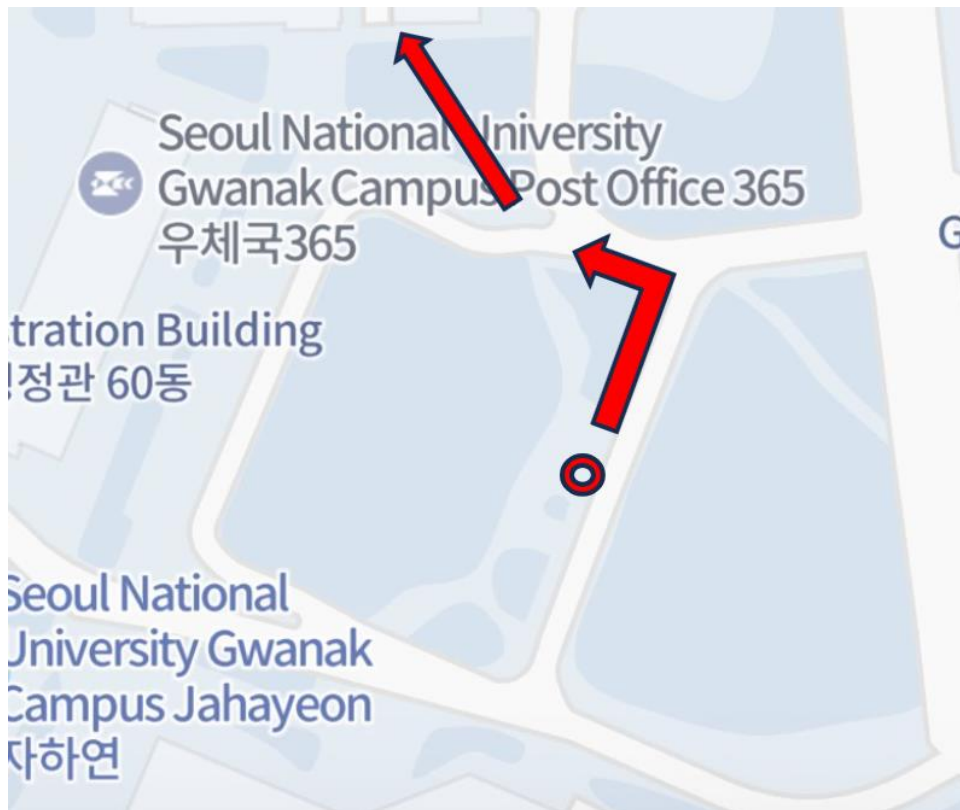 Seoul National University
Gwanak Campus Post Office 365
우체국365
G
stration Building
정관 60동
Seoul National
University Gwanak
Campus Jahayeon
자하연